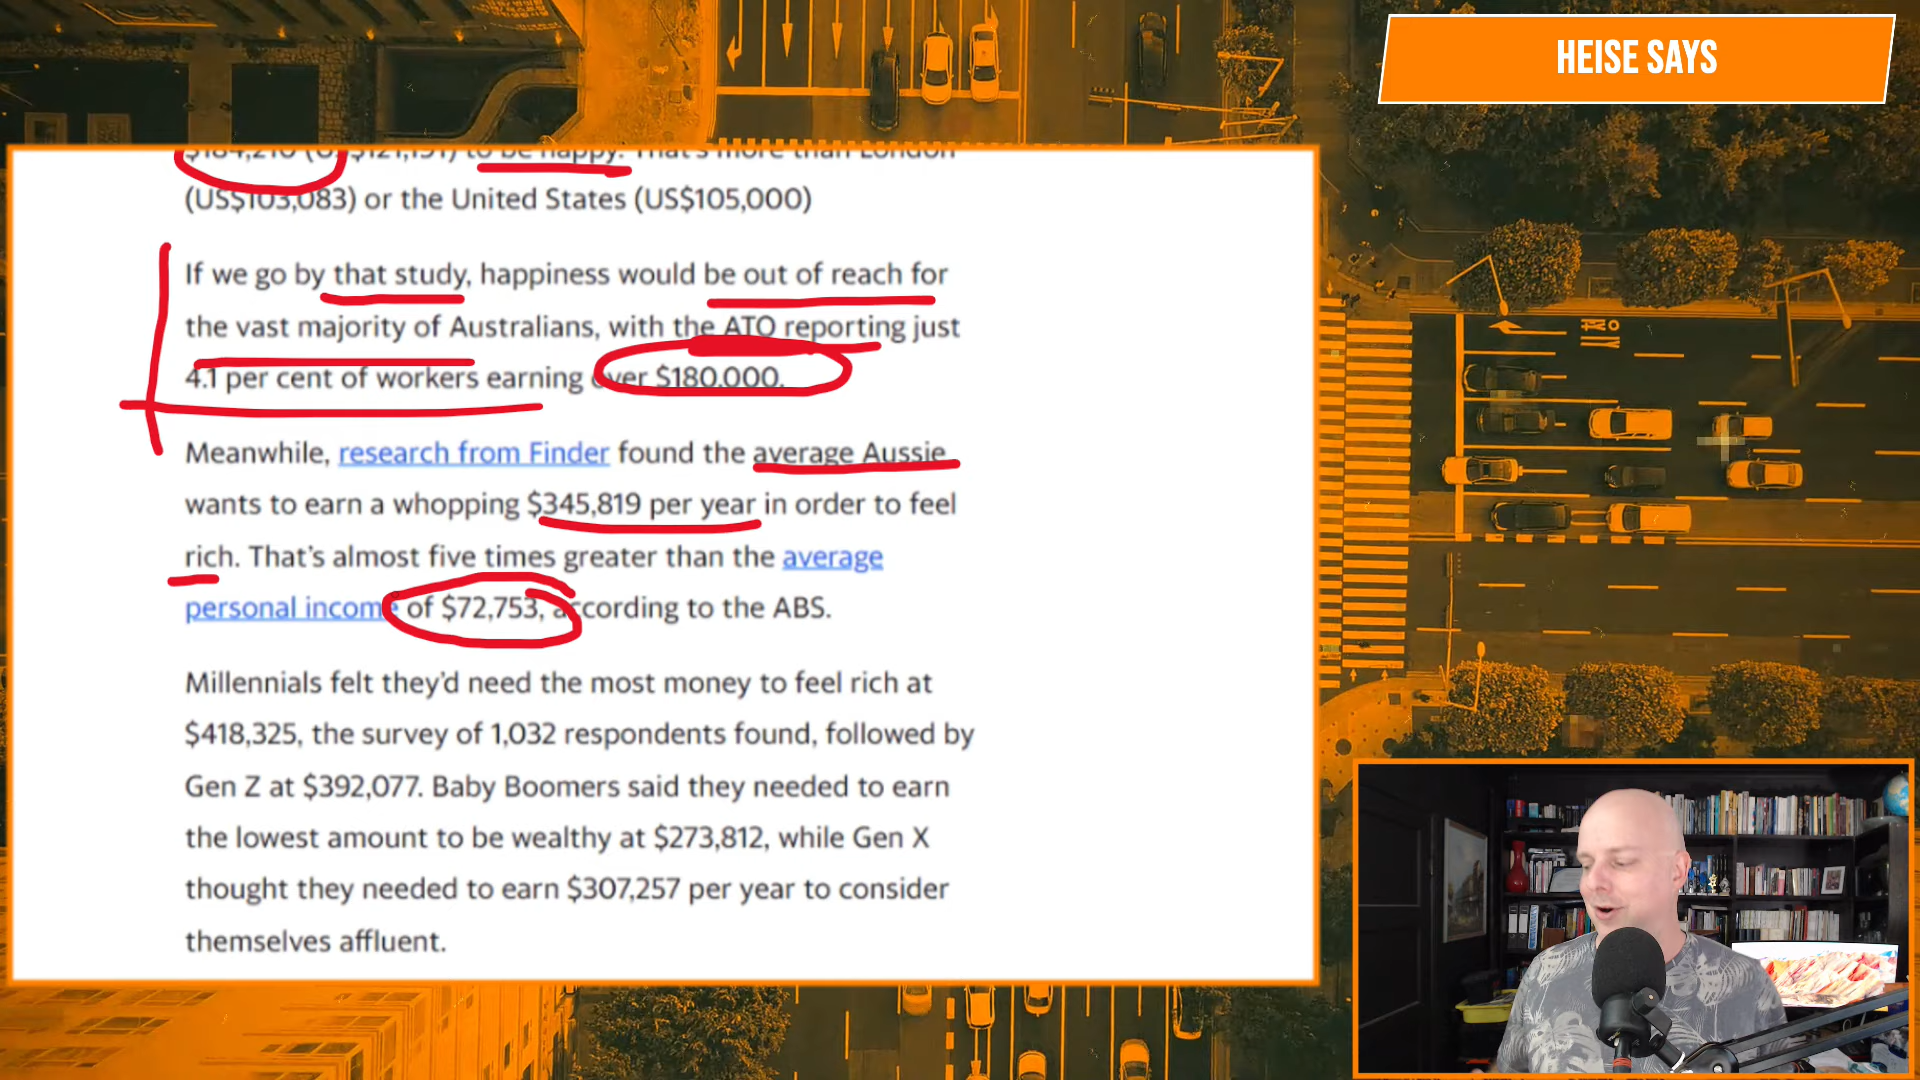 HEISE SAYS
to be happy. That's more than London
(US$103,083) or the United States (US$105,000)
If we go by that study, happiness would be out of reach for
the vast majority of Australians, with the ATO reporting just
4.1 per cent of workers earning over $180,000.
Meanwhile, research from Finder found the average Aussie
wants to earn a whopping $345,819 per year in order to feel
rich. That's almost five times greater than the average
personal income of $72,753, according to the ABS.
Millennials felt they'd need the most money to feel rich at
$418,325, the survey of 1,032 respondents found, followed by
Gen Z at $392,077. Baby Boomers said they needed to earn
the lowest amount to be wealthy at $273,812, while Gen X
thought they needed to earn $307,257 per year to consider
themselves affluent.